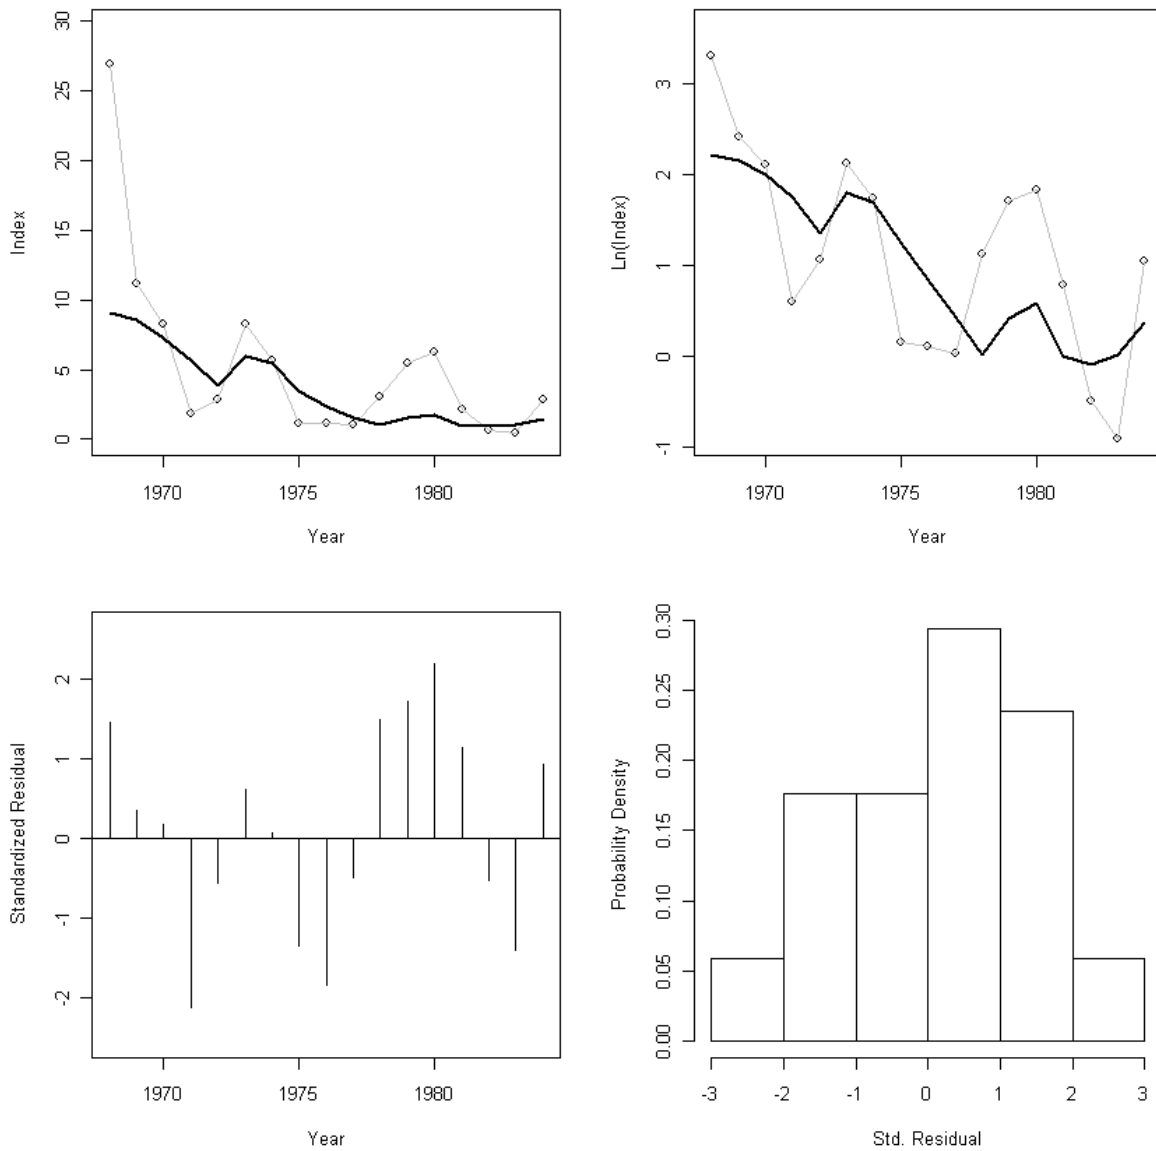 30
25
20
15
10
5
0
Index
1970 1975 1980
Year
3
2
1
0
-1
Ln(Index)
1970 1975 1980
Year
2
1
0
-1
-2
Standardized Residual
1970 1975 1980
Year
0.30
0.25
0.20
0.15
0.10
0.05
0.00
Probability Density
-3 -2 -1 0 1 2 3
Std. Residual